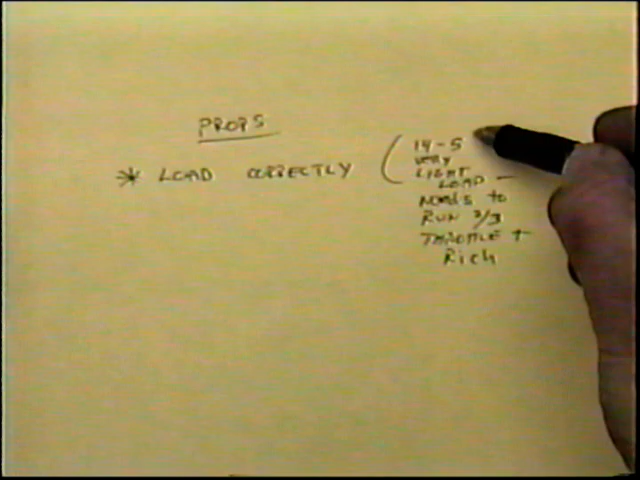 PROPS
* LOAD CORRECTLY ( 14-5
VERY
LIGHT
LOAD -
NEEDS to
RUN 2/3
THROTTLE +
Rich